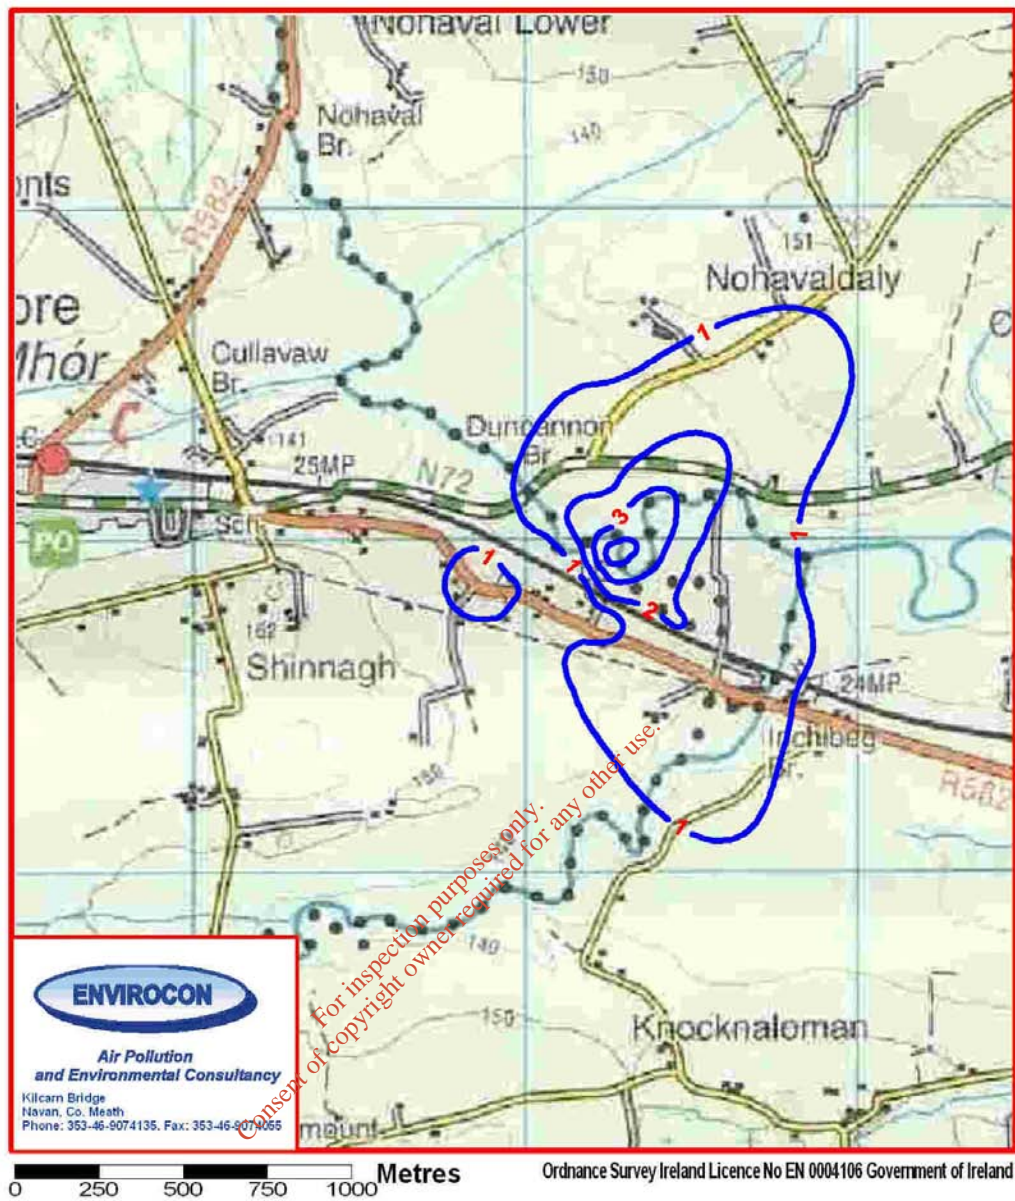 Nohaval Lower
150
Nohaval
Br.
140
onts
R582
151
Nohavaldaly
ore
Mhór
Cullavaw
Br.
1
C
141
Duncannon
Br
25MP
N72
Sch
PO
3
1
1
1
2
162
Shinnagh
24MP
Inchibeg
Br.
R582
150
1
140
150
Knocknaloman
mount
For inspection purposes only.
Consent of copyright owner required for any other use.
ENVIROCON
Air Pollution
and Environmental Consultancy
Kilcarn Bridge
Navan, Co. Meath
Phone: 353-46-9074135, Fax: 353-46-9074055
0 250 500 750 1000 Metres
Ordnance Survey Ireland Licence No EN 0004106 Government of Ireland